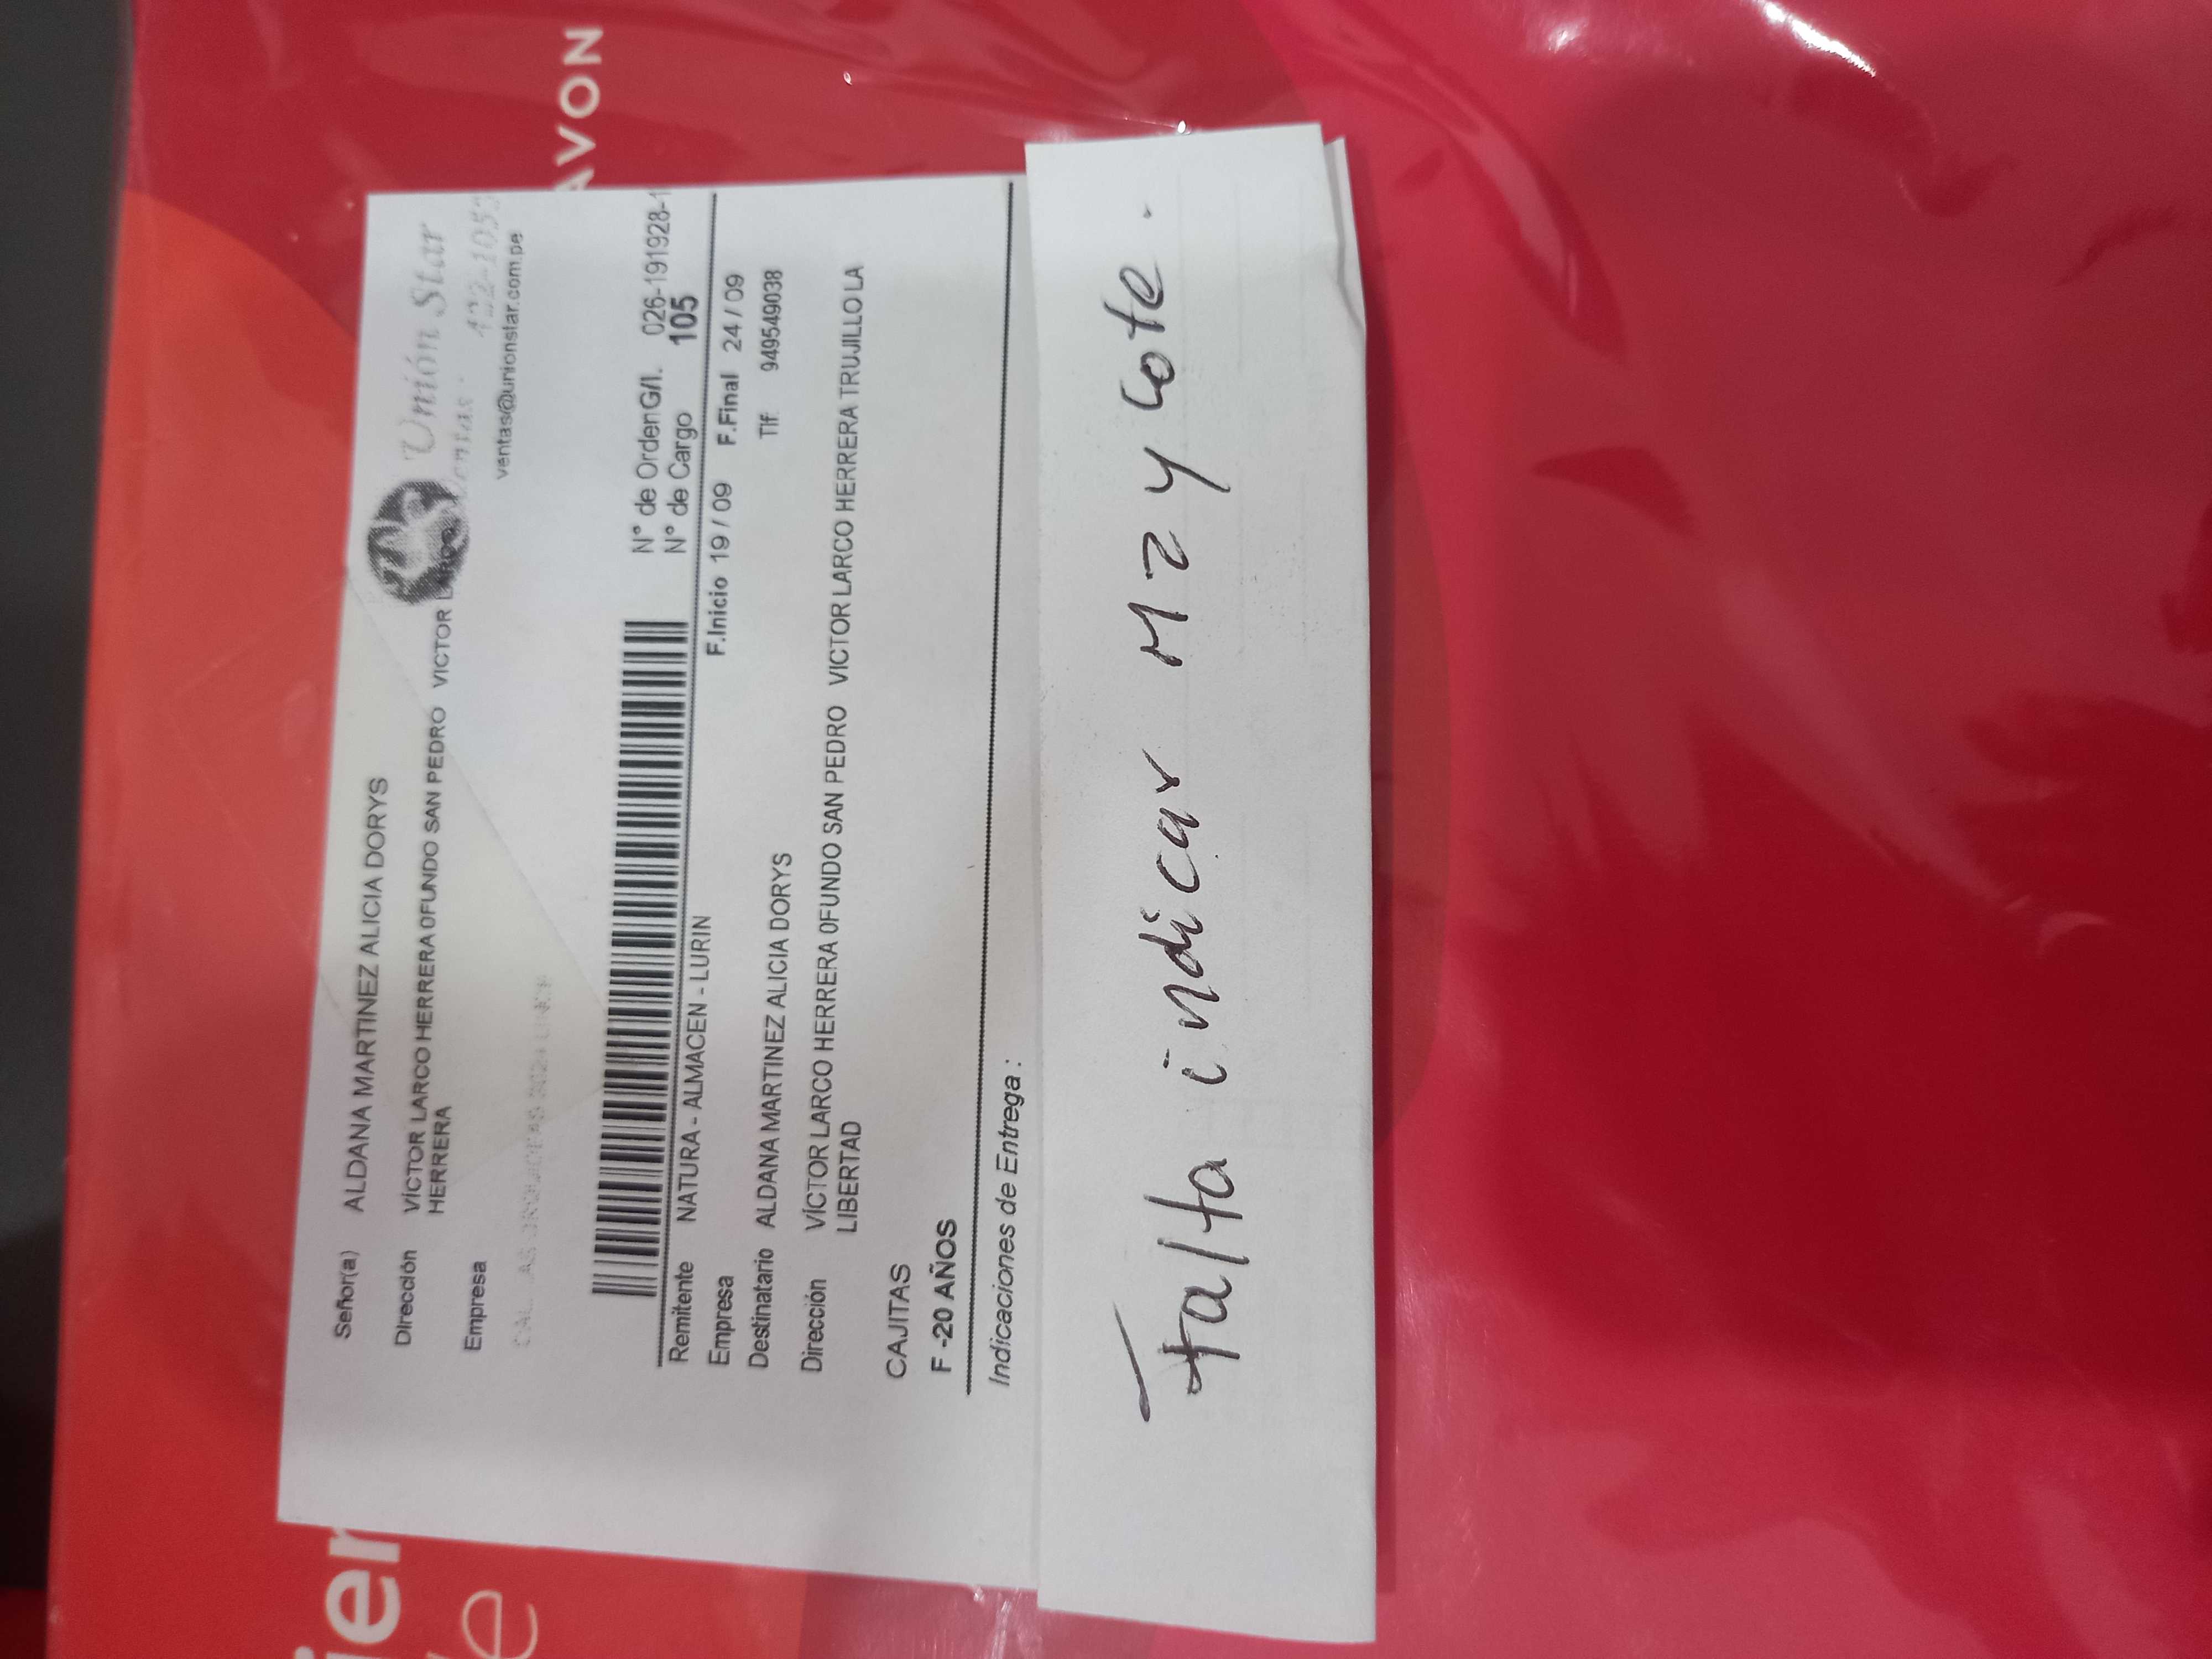 Unión Star
ventas@unionstar.com.pe
Señor(a) ALDANA MARTINEZ ALICIA DORYS
Dirección VÍCTOR LARCO HERRERA 0FUNDO SAN PEDRO VICTOR LARCO
HERRERA
Empresa
N° de OrdenG/I. 026-191928-1
N° de Cargo 105
Remitente NATURA - ALMACEN - LURIN
F.Inicio 19 / 09 F.Final 24 / 09
Empresa
Tlf 949549038
Destinatario ALDANA MARTINEZ ALICIA DORYS
Dirección VÍCTOR LARCO HERRERA 0FUNDO SAN PEDRO VICTOR LARCO HERRERA TRUJILLO LA
LIBERTAD
CAJITAS
F -20 AÑOS
Indicaciones de Entrega :
Falta indicar MZ y Lote.
AVON